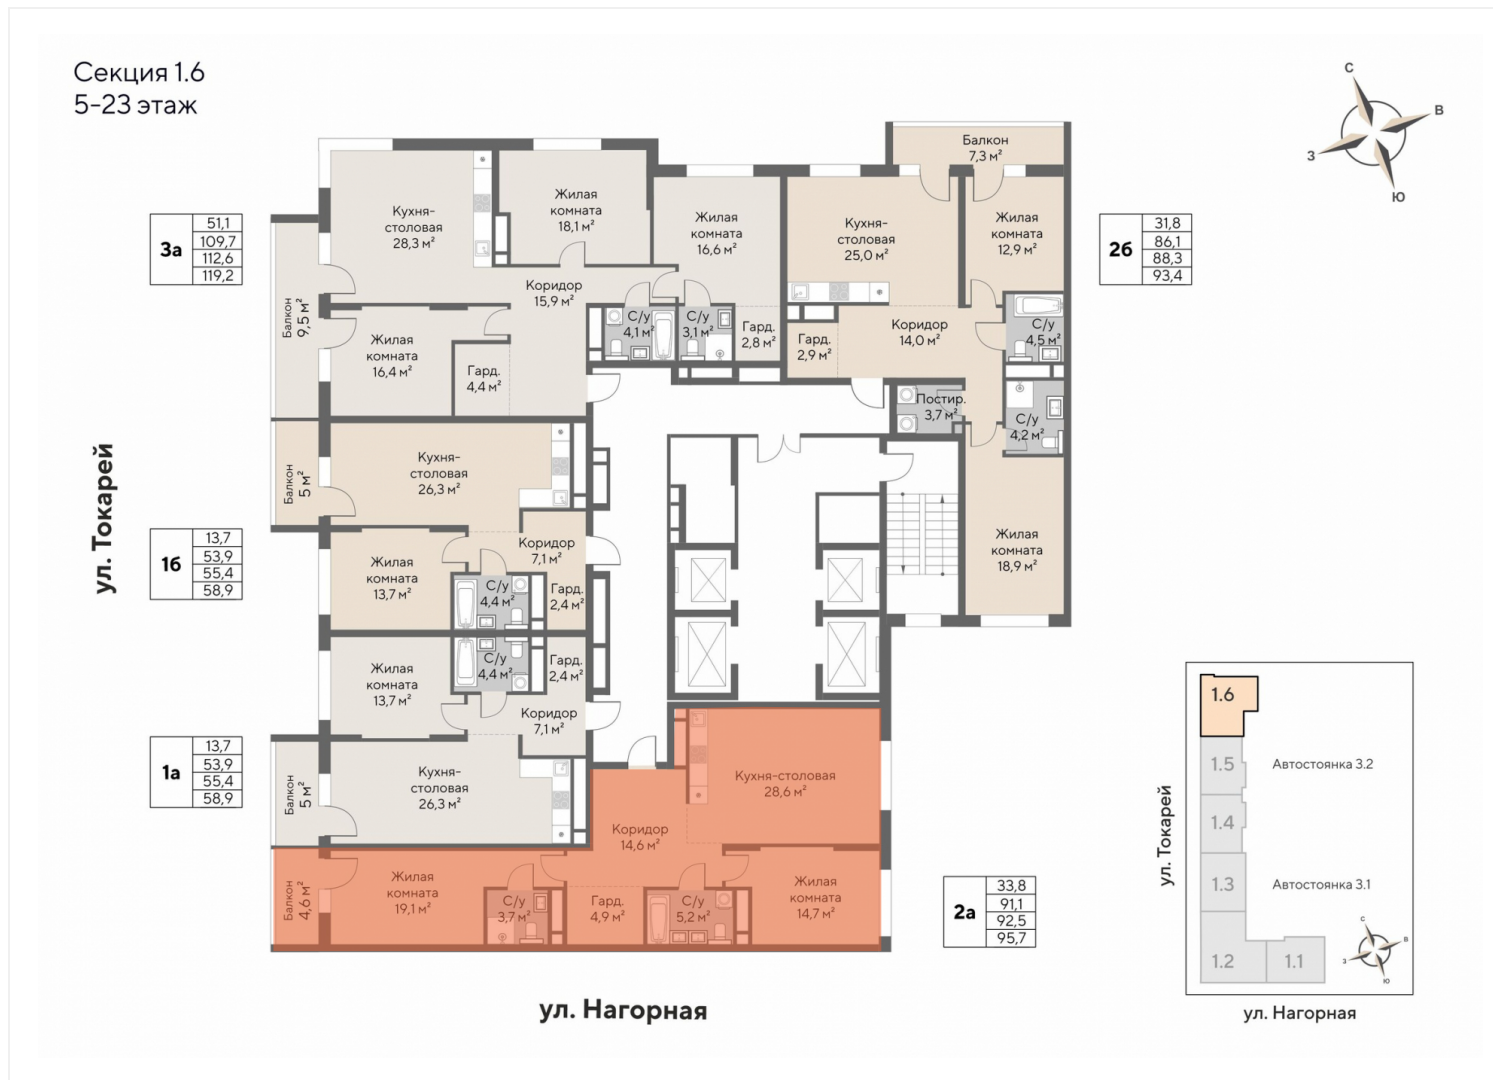 Секция 1.6
5-23 этаж
С
В
З
Ю
Балкон
7,3 м²
3а
51,1
109,7
112,6
119,2
Кухня-
столовая
28,3 м²
Жилая
комната
18,1 м²
Жилая
комната
16,6 м²
Кухня-
столовая
25,0 м²
Жилая
комната
12,9 м²
2б
31,8
86,1
88,3
93,4
Балкон
9,5 м²
Коридор
15,9 м²
С/у
4,1 м²
С/у
3,1 м²
Гард.
2,8 м²
Гард.
2,9 м²
Коридор
14,0 м²
С/у
4,5 м²
Жилая
комната
16,4 м²
Гард.
4,4 м²
Постир.
3,7 м²
С/у
4,2 м²
ул. Токарей
Балкон
5 м²
Кухня-
столовая
26,3 м²
1б
13,7
53,9
55,4
58,9
Жилая
комната
13,7 м²
Коридор
7,1 м²
С/у
4,4 м²
Гард.
2,4 м²
Жилая
комната
18,9 м²
Жилая
комната
13,7 м²
С/у
4,4 м²
Гард.
2,4 м²
Коридор
7,1 м²
1а
13,7
53,9
55,4
58,9
Балкон
5 м²
Кухня-
столовая
26,3 м²
Кухня-столовая
28,6 м²
Коридор
14,6 м²
Балкон
4,6 м²
Жилая
комната
19,1 м²
С/у
3,7 м²
Гард.
4,9 м²
С/у
5,2 м²
Жилая
комната
14,7 м²
2а
33,8
91,1
92,5
95,7
ул. Нагорная
1.6
1.5
Автостоянка 3.2
1.4
ул. Токарей
1.3
Автостоянка 3.1
1.2
1.1
С
В
З
Ю
ул. Нагорная